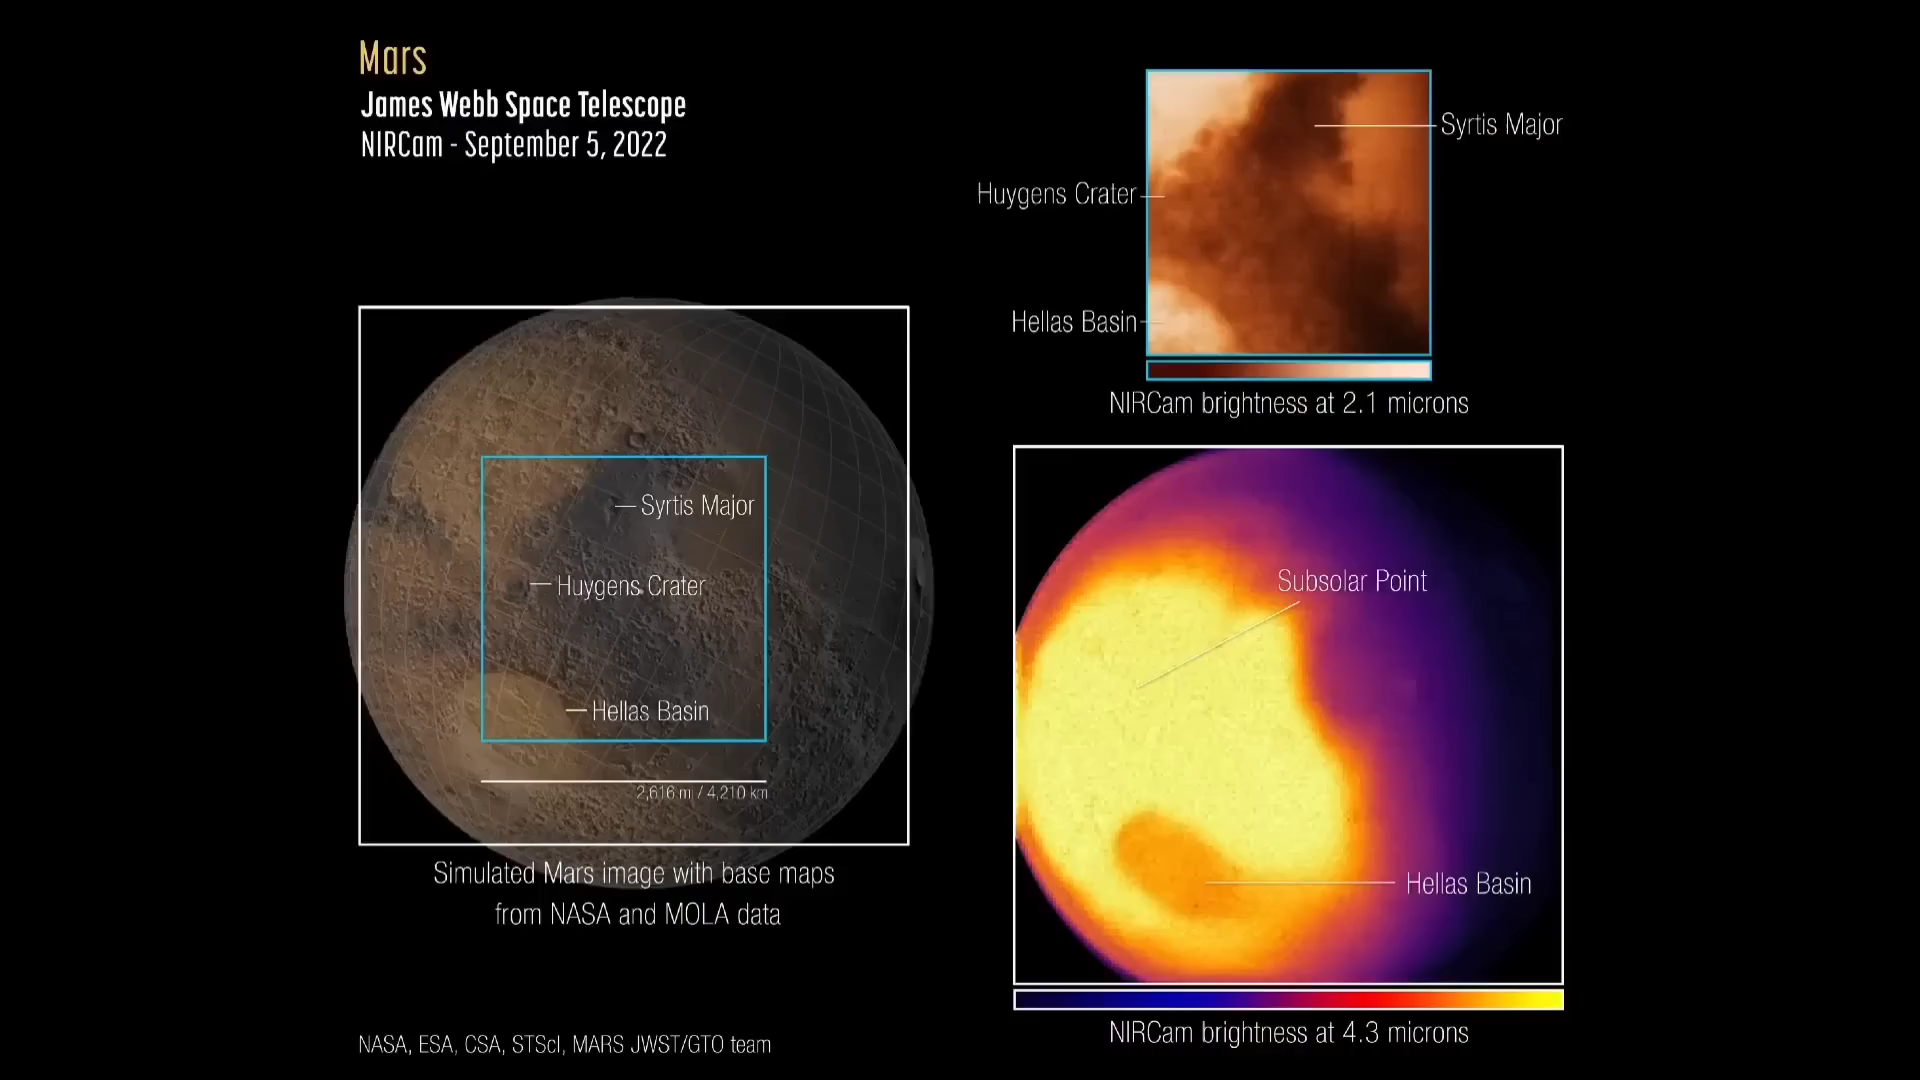 Mars
James Webb Space Telescope
NIRCam - September 5, 2022
Syrtis Major
Huygens Crater
Hellas Basin
2,616 mi / 4,210 km
Simulated Mars image with base maps
from NASA and MOLA data
Syrtis Major
Huygens Crater
Hellas Basin
NIRCam brightness at 2.1 microns
Subsolar Point
Hellas Basin
NIRCam brightness at 4.3 microns
NASA, ESA, CSA, STScI, MARS JWST/GTO team